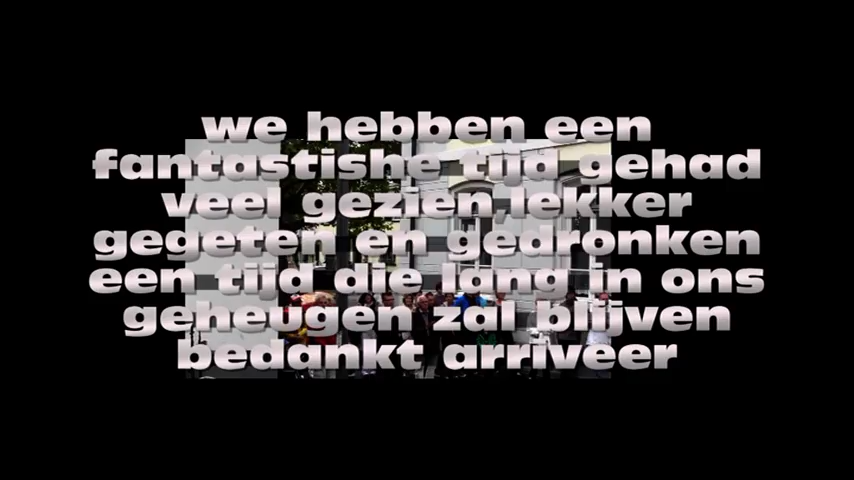 we hebben een
fantastishe tijd gehad
veel gezien,lekker
gegeten en gedronken
een tijd die lang in ons
geheugen zal blijven
bedankt arriveer